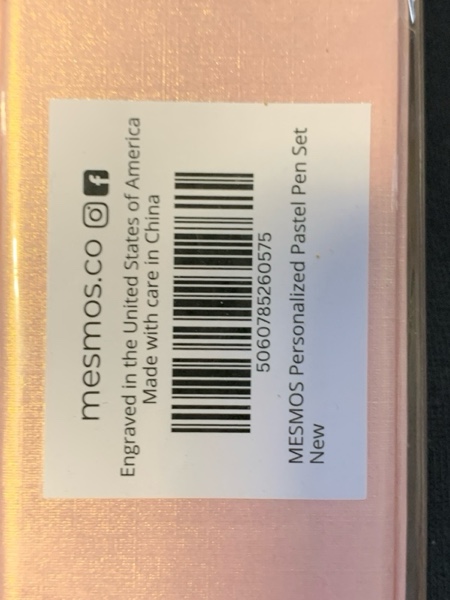 mesmos.co
Engraved in the United States of America
Made with care in China
5060785260575
MESMOS Personalized Pastel Pen Set
New